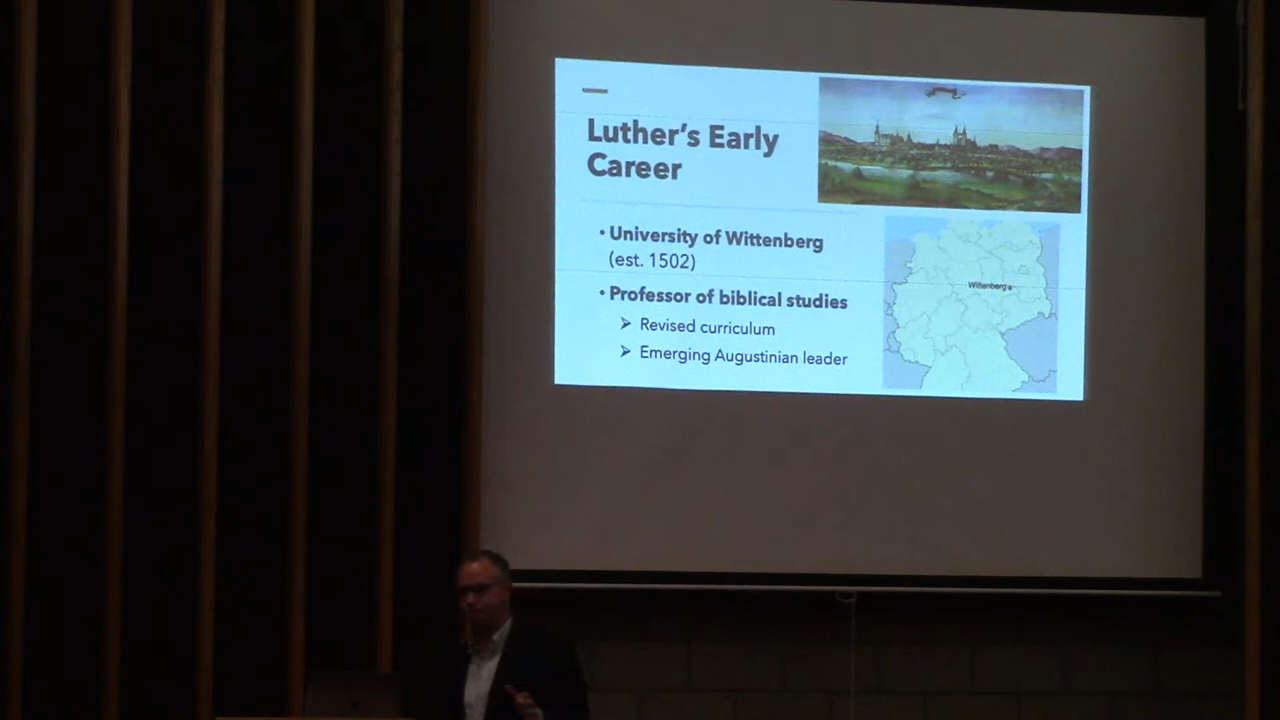 Luther's Early
Career
• University of Wittenberg
(est. 1502)
• Professor of biblical studies
➢ Revised curriculum
➢ Emerging Augustinian leader
Wittenberg